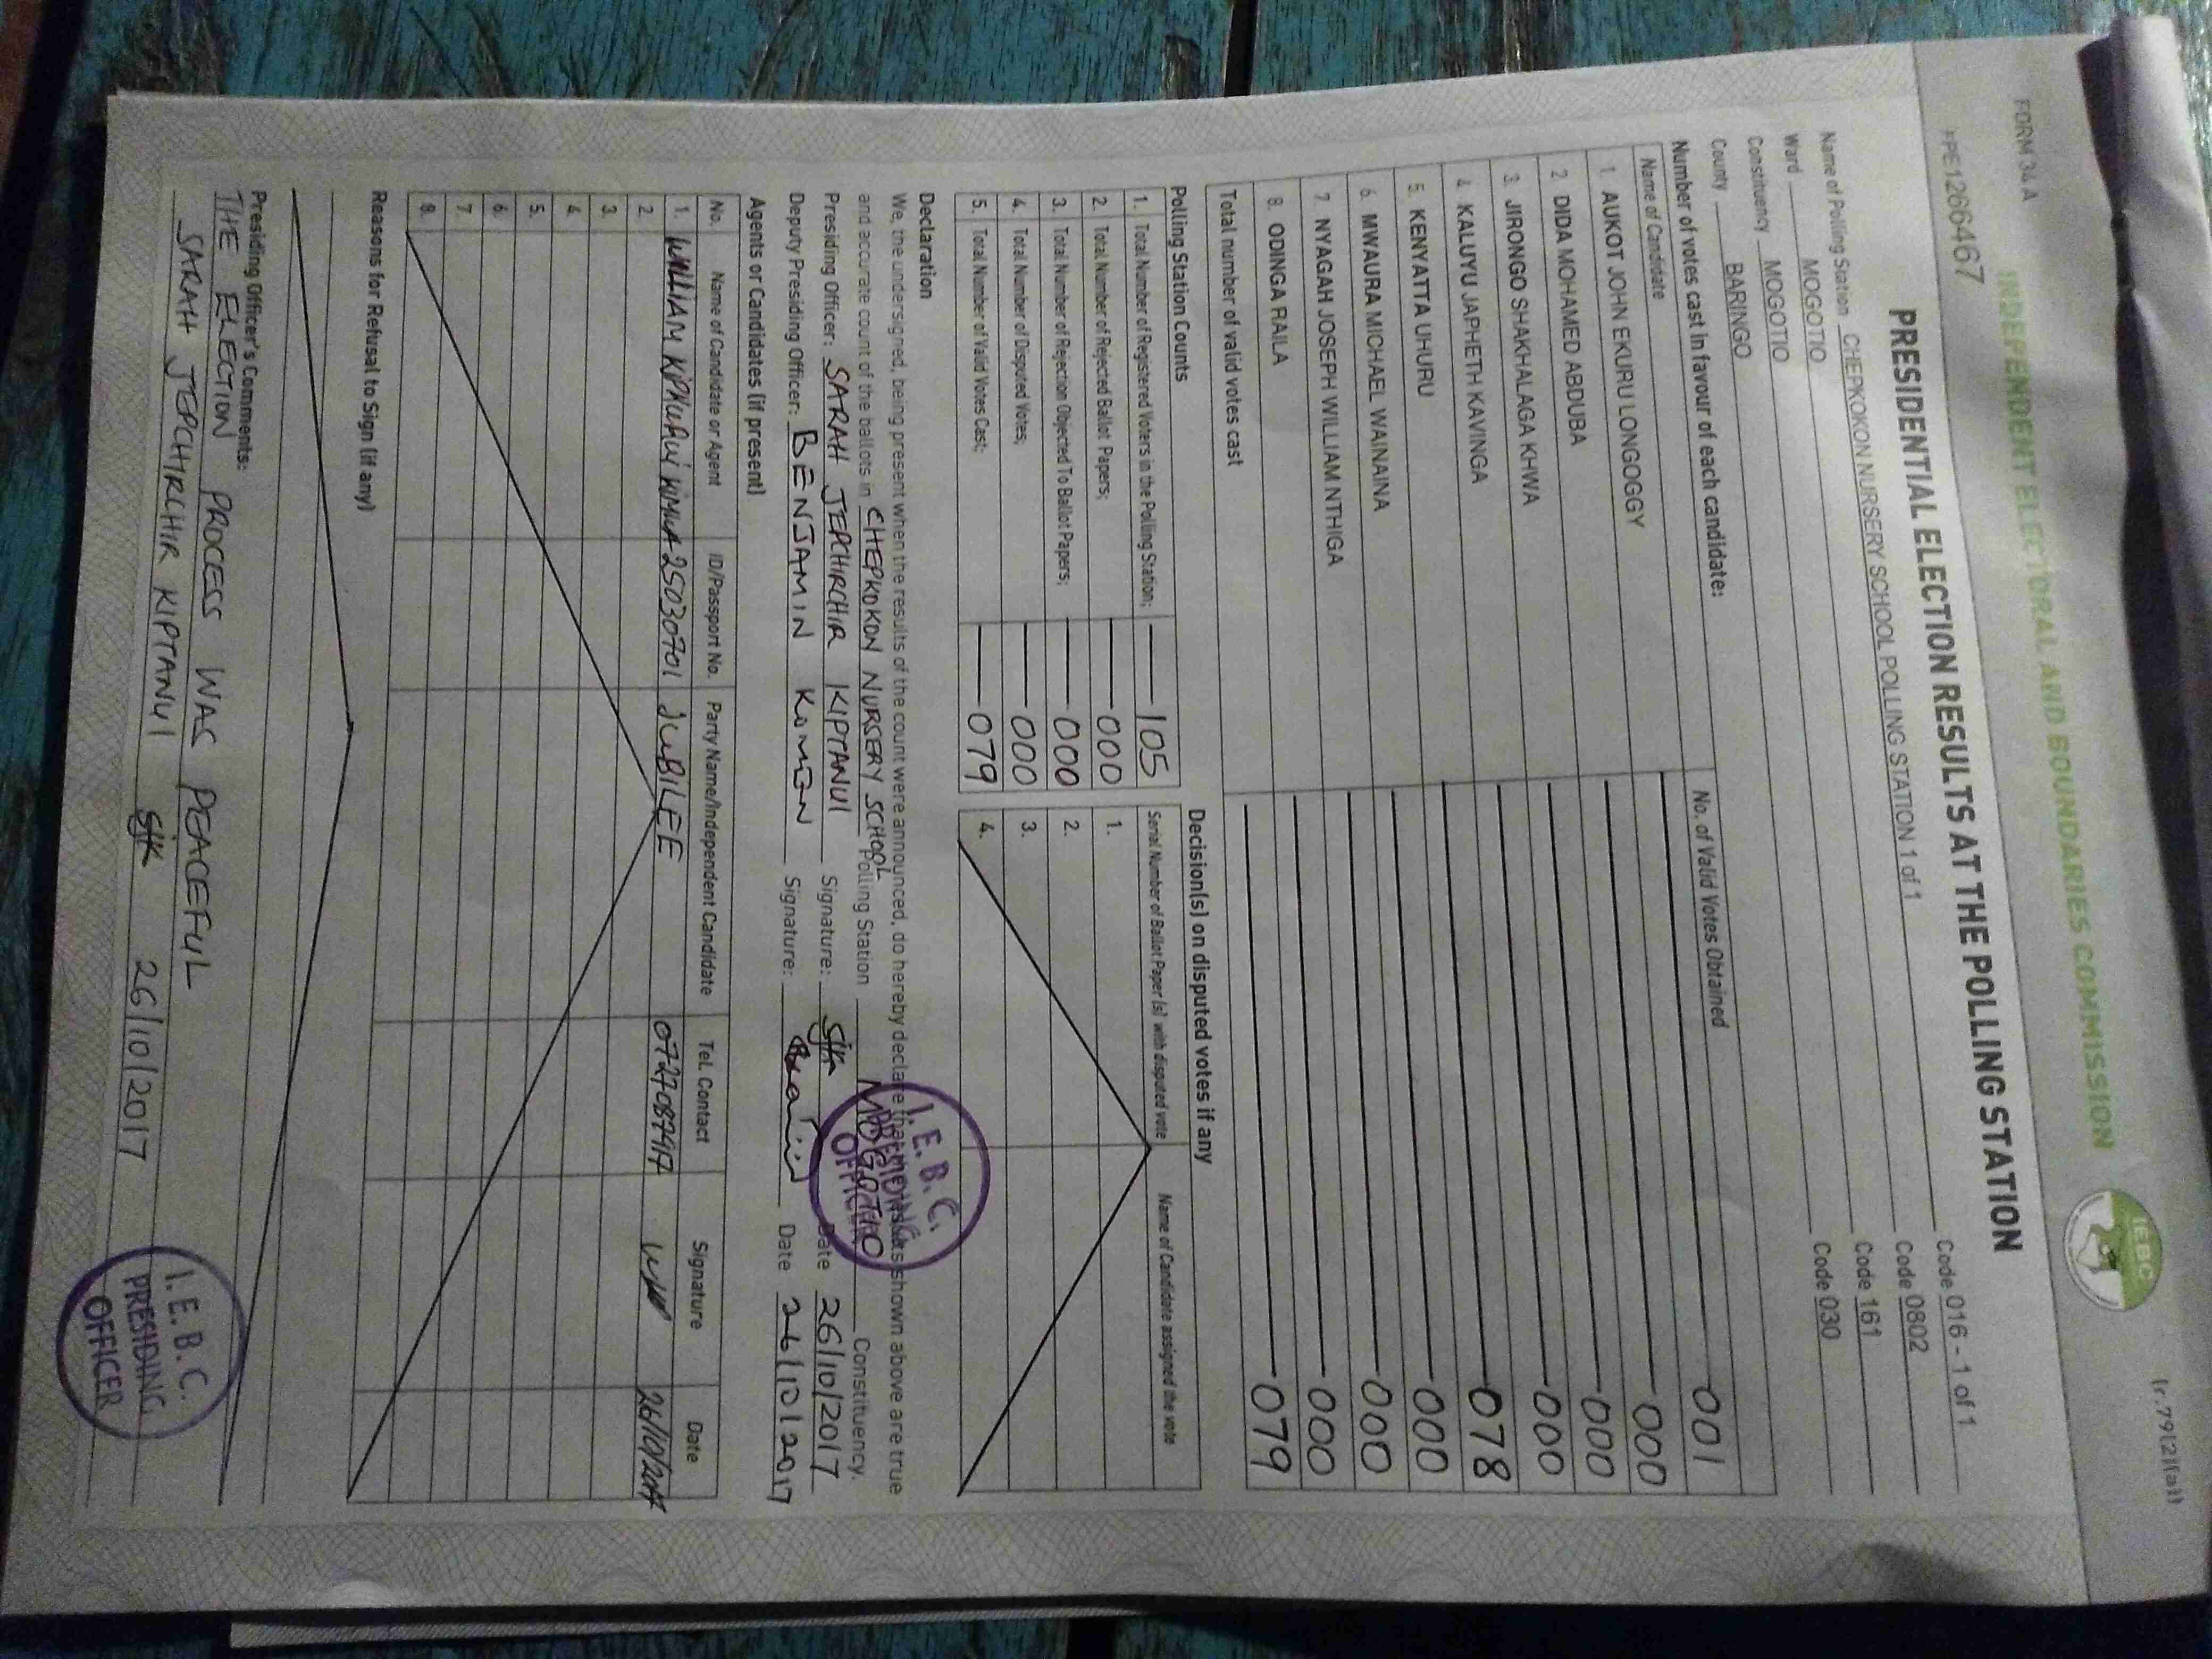 (r.79(2)(a))
INDEPENDENT ELECTORAL AND BOUNDARIES COMMISSION
IEBC
FORM 34A
PRESIDENTIAL ELECTION RESULTS AT THE POLLING STATION
Name of Polling Station CHEPKOKON NURSERY SCHOOL POLLING STATION 1 of 1 Code 016 - 1 of 1
Ward MOGOTIO Code 0802
Constituency MOGOTIO Code 161
County BARINGO Code 030
Number of votes cast in favour of each candidate:
Name of Candidate No. of Valid Votes Obtained
1. AUKOT JOHN EKURU LONGOGGY 001
2. DIDA MOHAMED ABDUBA 000
3. JIRONGO SHAKHALAGA KHWA 000
4. KALUYU JAPHETH KAVINGA 000
5. KENYATTA UHURU 078
6. MWAURA MICHAEL WAINAINA 000
7. NYAGAH JOSEPH WILLIAM NTHIGA 000
8. ODINGA RAILA 000
Total number of valid votes cast 079
Polling Station Counts Decision(s) on disputed votes if any
1. Total Number of Registered Voters in the Polling Station; 105 Serial Number of Ballot Paper (s) with disputed vote Name of Candidate assigned the vote
2. Total Number of Rejected Ballot Papers; 000 1.
3. Total Number of Rejection Objected To Ballot Papers; 000 2.
4. Total Number of Disputed Votes; 000 3.
5. Total Number of Valid Votes Cast; 079 4.
Declaration
We, the undersigned, being present when the results of the count were announced, do hereby declare that the results shown above are true
and accurate count of the ballots in CHEPKOKON NURSERY SCHOOL Polling Station MOGOTIO Constituency.
Presiding Officer: SARAH JEPCHIRCHIR KIPTANUI Signature: SJK Date 26/10/2017
Deputy Presiding Officer: BENJAMIN KOMEN Signature: Date 26/10/2017
I.E.B.C.
PRESIDING
OFFICER
Agents or Candidates (if present)
No. Name of Candidate or Agent ID/Passport No. Party Name/Independent Candidate Tel. Contact Signature Date
1. WILLIAM 25030701 JUBILEE 26/10/2017
2.
3.
4.
5.
6.
7.
8.
Reasons for Refusal to Sign (if any)
Presiding Officer's Comments:
THE ELECTION PROCESS WAS PEACEFUL
SARAH JEPCHIRCHIR KIPTANUI SJK 26/10/2017
I.E.B.C.
PRESIDING
OFFICER